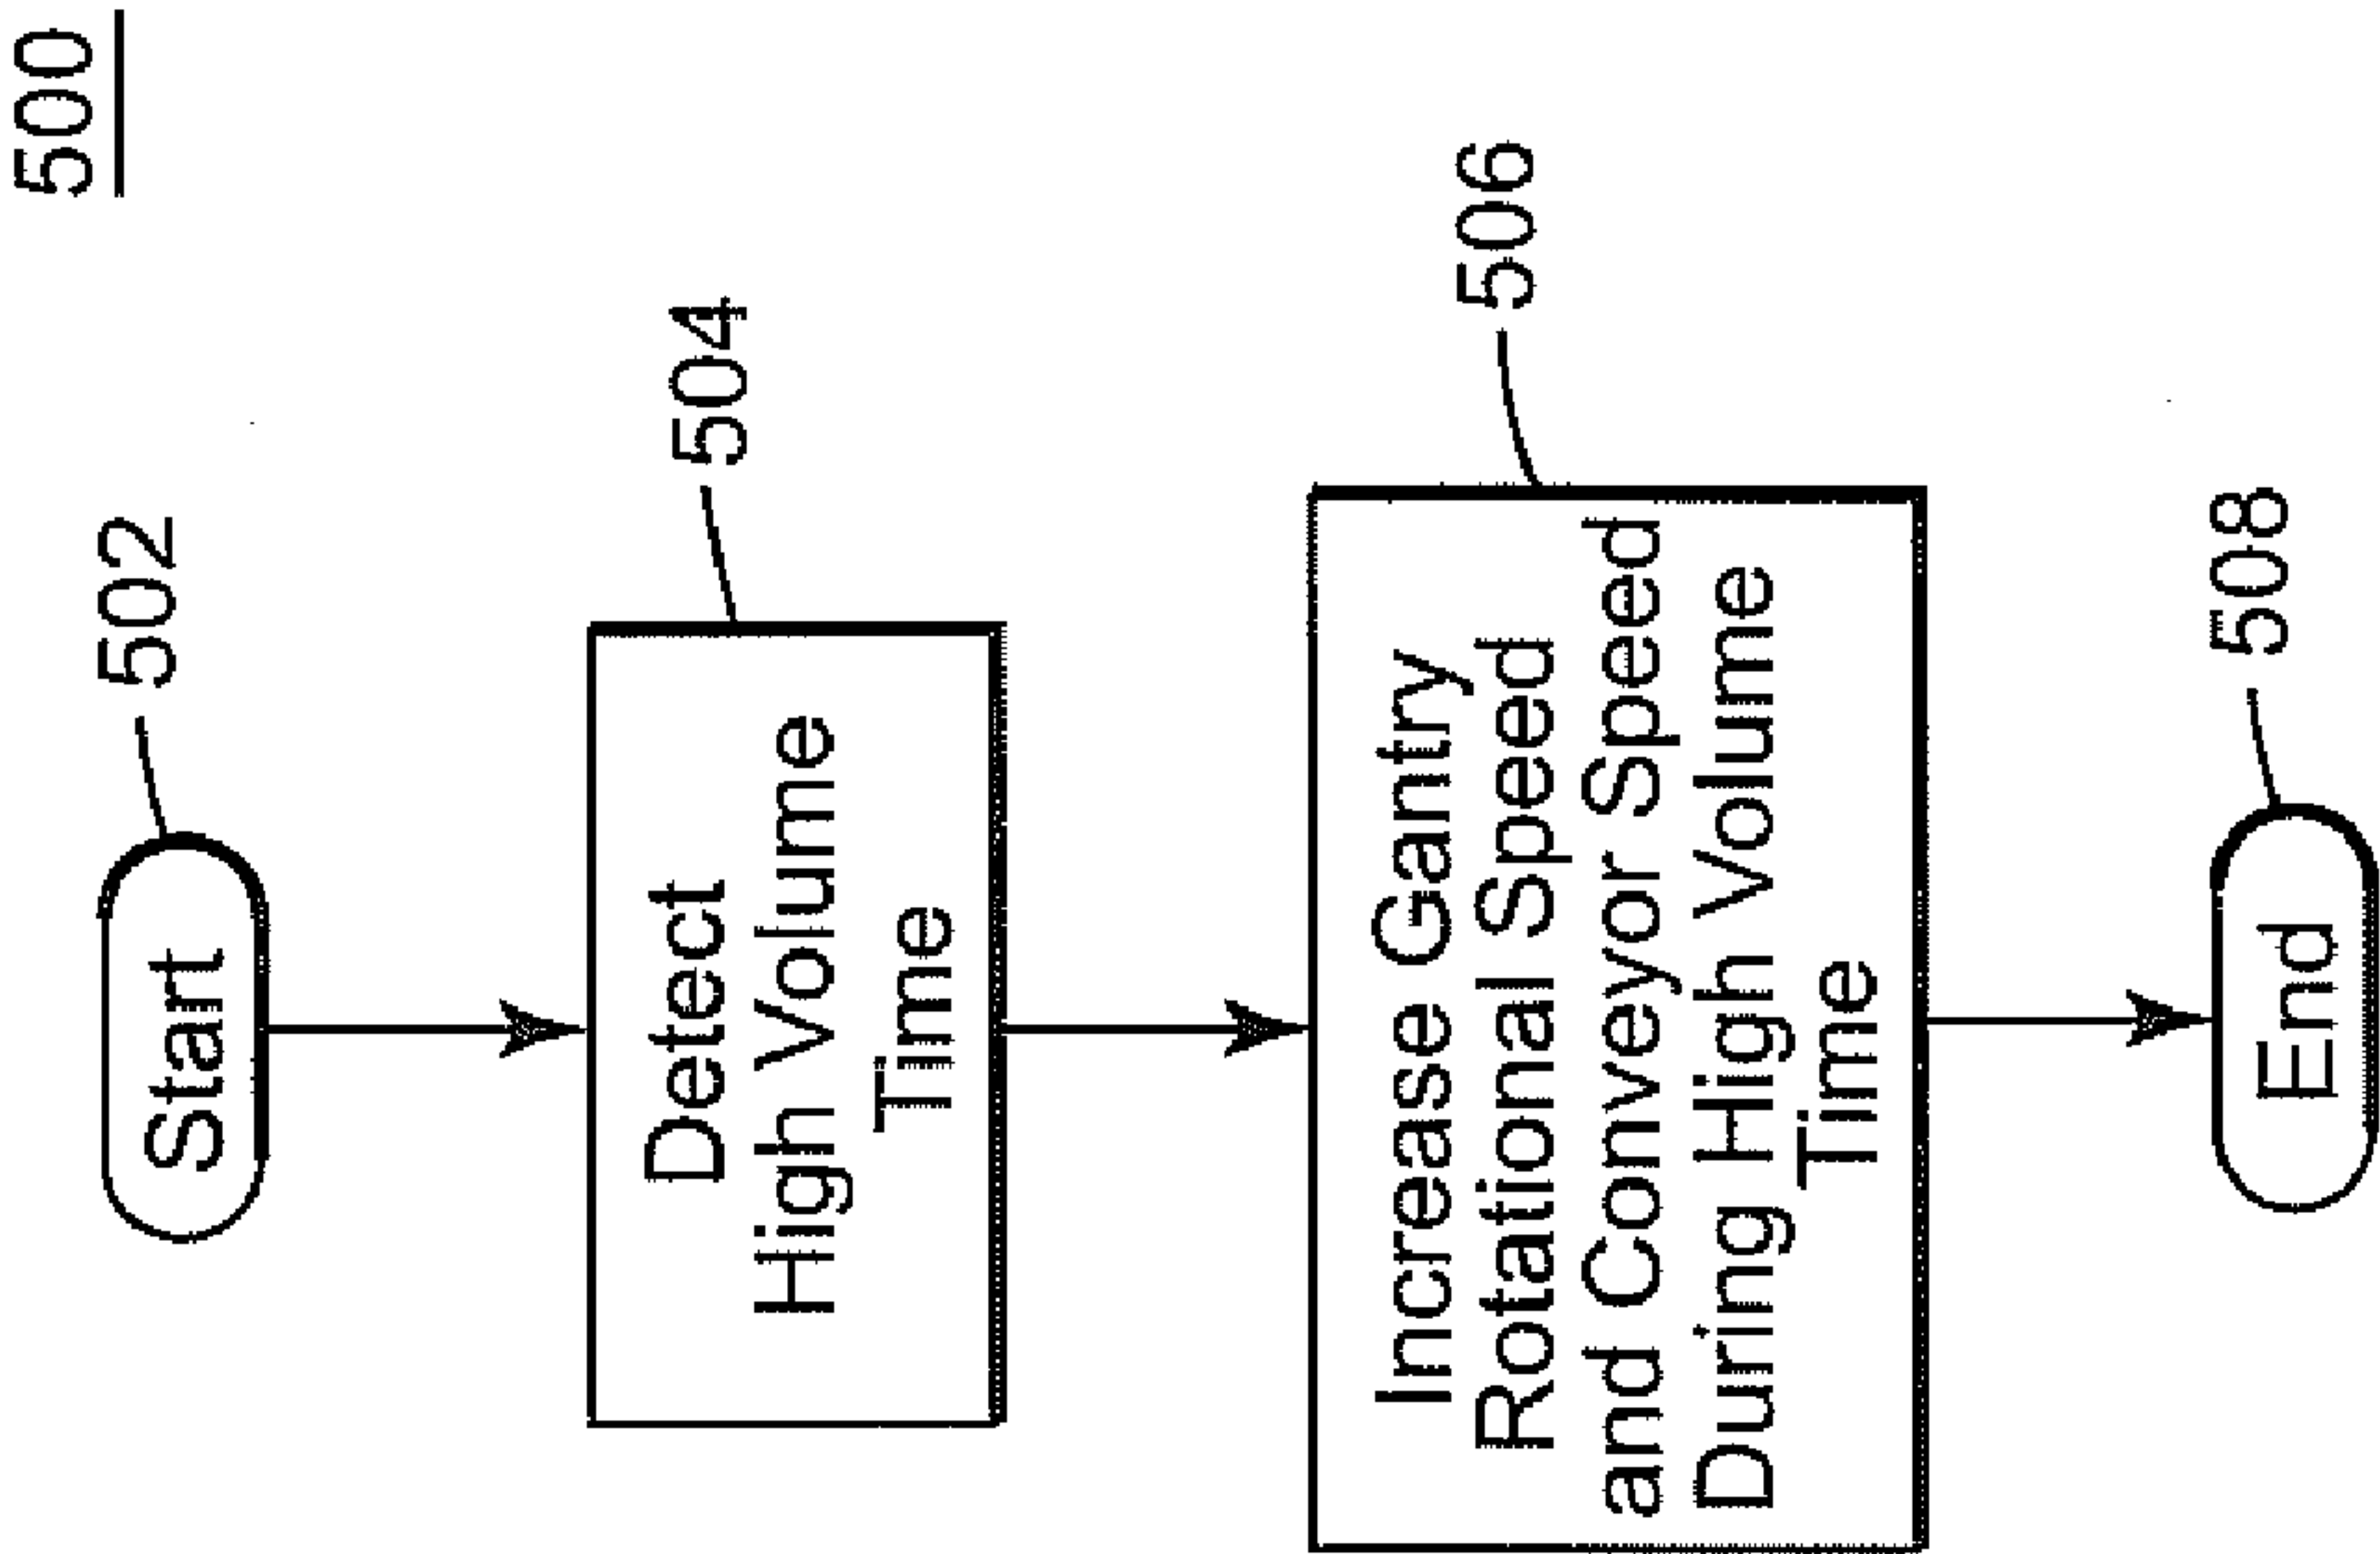 500
502
Start
504
Detect
High Volume
Time
506
Increase Gantry
Rotational Speed
and Conveyor Speed
During High Volume
Time
508
End